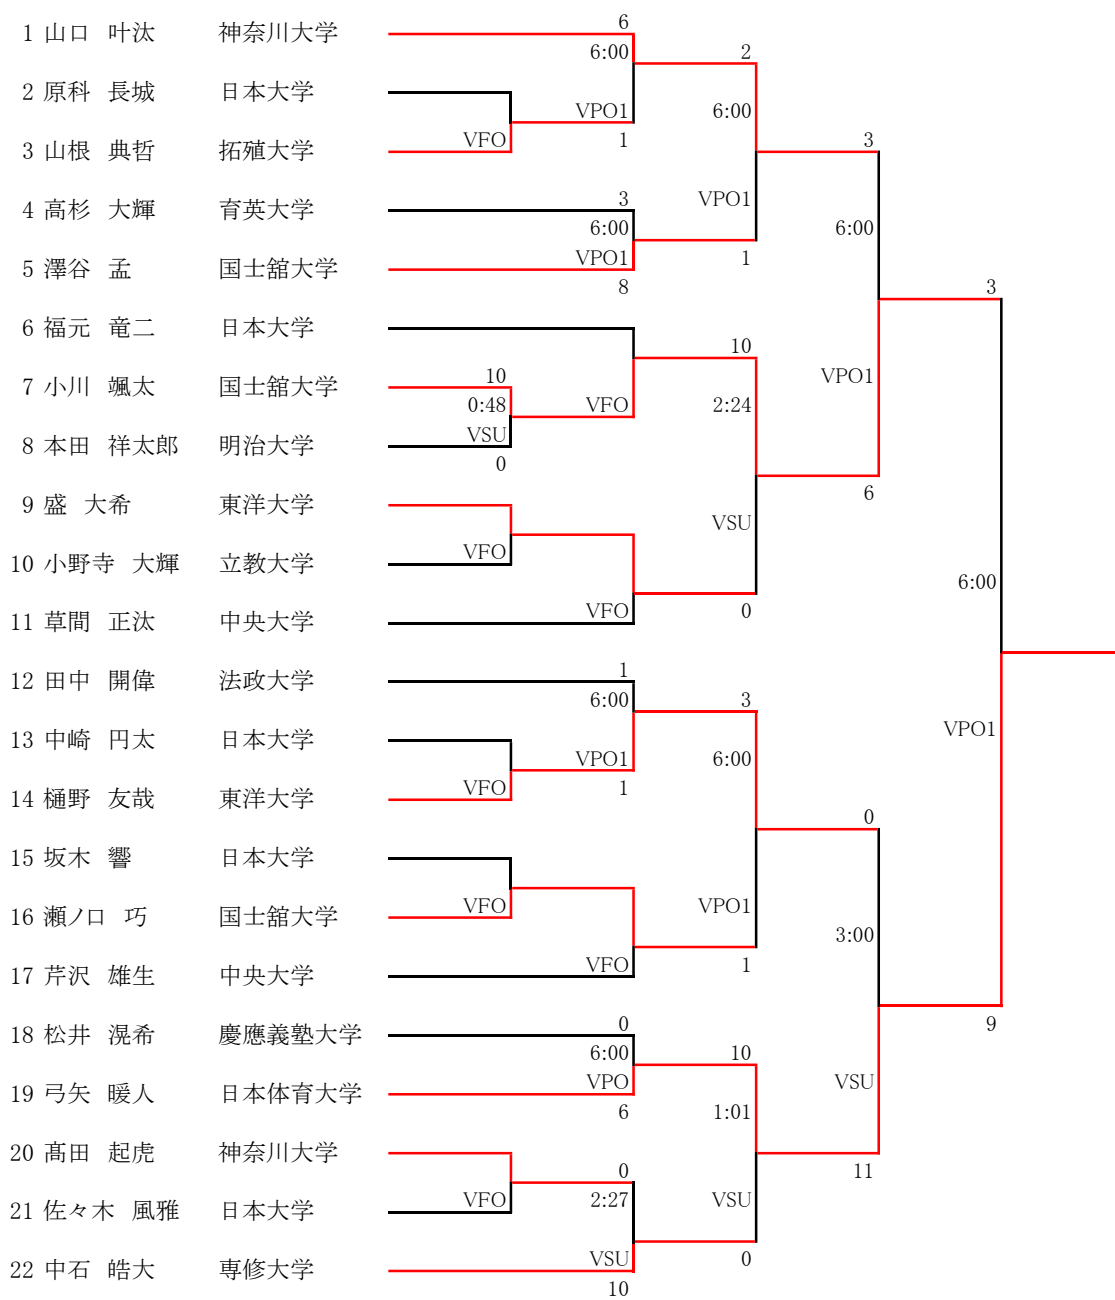 1 山口 叶汰 神奈川大学
2 原科 長城 日本大学
3 山根 典哲 拓殖大学
4 高杉 大輝 育英大学
5 澤谷 孟 国士舘大学
6 福元 竜二 日本大学
7 小川 颯太 国士舘大学
8 本田 祥太郎 明治大学
9 盛 大希 東洋大学
10 小野寺 大輝 立教大学
11 草間 正汰 中央大学
12 田中 開偉 法政大学
13 中崎 円太 日本大学
14 樋野 友哉 東洋大学
15 坂木 響 日本大学
16 瀬ノ口 巧 国士舘大学
17 芹沢 雄生 中央大学
18 松井 滉希 慶應義塾大学
19 弓矢 暖人 日本体育大学
20 髙田 起虎 神奈川大学
21 佐々木 風雅 日本大学
22 中石 皓大 専修大学
VFO
10
0:48
VSU
0
VFO
VFO
VFO
VFO
6
6:00
VPO1
1
3
6:00
VPO1
8
VFO
VFO
1
6:00
VPO1
1
VFO
0
6:00
VPO
6
0
2:27
VSU
10
2
6:00
VPO1
1
10
2:24
VSU
0
3
6:00
VPO1
1
10
1:01
VSU
0
3
6:00
VPO1
6
0
3:00
VSU
11
3
6:00
VPO1
9